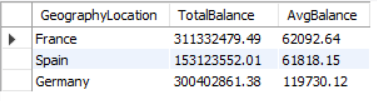 GeographyLocation TotalBalance AvgBalance
France 311332479.49 62092.64
Spain 153123552.01 61818.15
Germany 300402861.38 119730.12